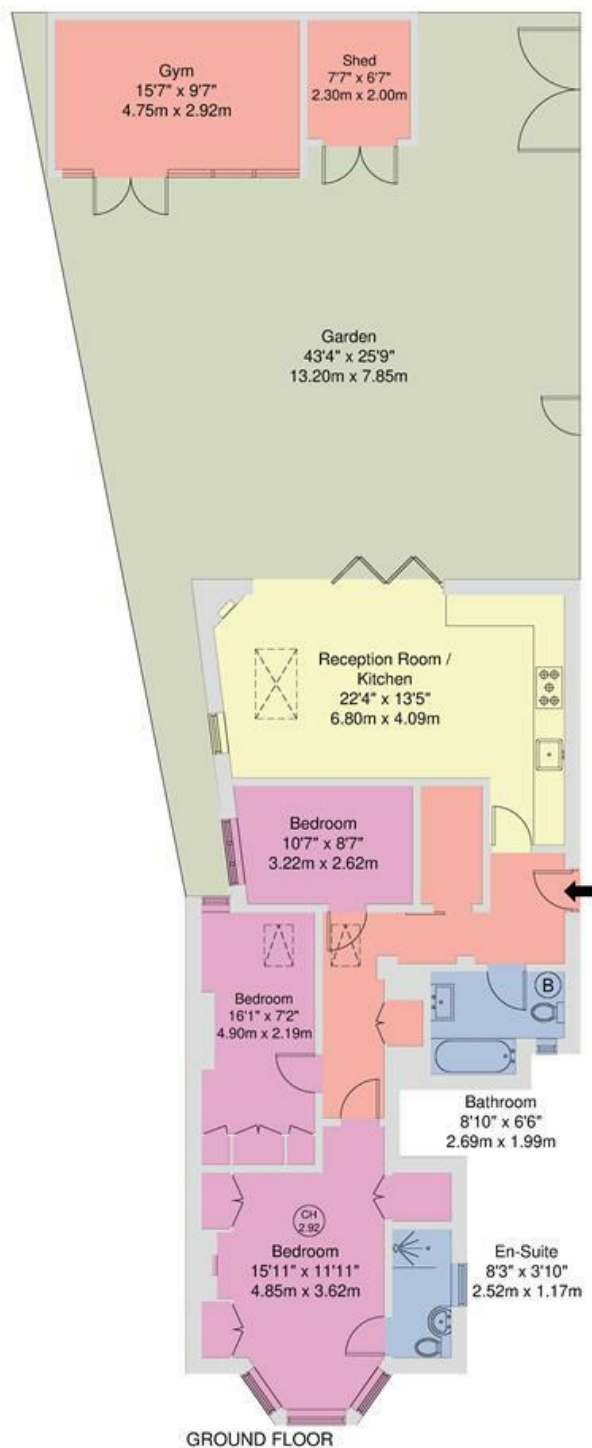 Gym
15'7" x 9'7"
4.75m x 2.92m
Shed
7'7" x 6'7"
2.30m x 2.00m
Garden
43'4" x 25'9"
13.20m x 7.85m
Reception Room /
Kitchen
22'4" x 13'5"
6.80m x 4.09m
Bedroom
10'7" x 8'7"
3.22m x 2.62m
Bedroom
16'1" x 7'2"
4.90m x 2.19m
B
Bathroom
8'10" x 6'6"
2.69m x 1.99m
CH
2.92
Bedroom
15'11" x 11'11"
4.85m x 3.62m
En-Suite
8'3" x 3'10"
2.52m x 1.17m
GROUND FLOOR